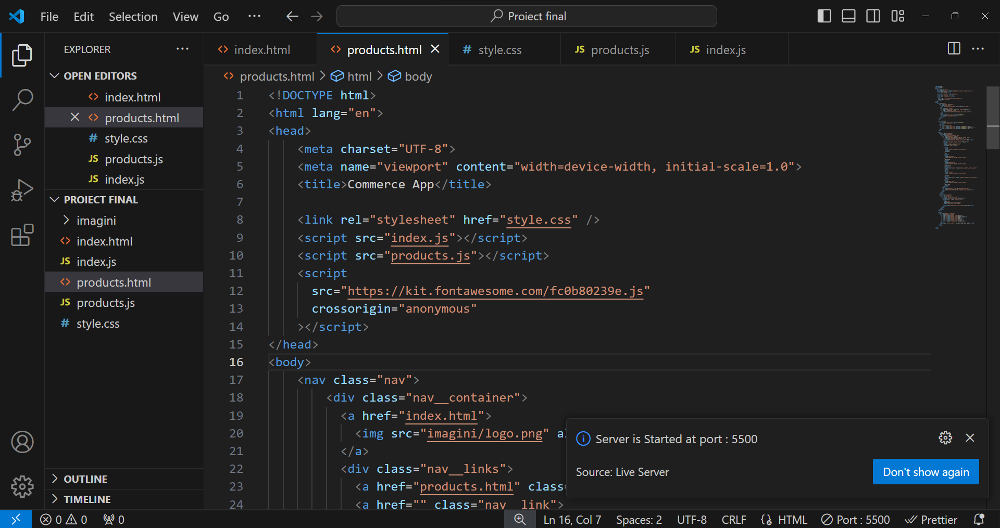 File Edit Selection View Go ··· Proiect final
EXPLORER ···
OPEN EDITORS
<> index.html
<> products.html
# style.css
JS products.js
JS index.js
PROIECT FINAL
imagini
<> index.html
JS index.js
<> products.html
JS products.js
# style.css
OUTLINE
TIMELINE
<> index.html <> products.html # style.css JS products.js JS index.js
<> products.html > html > body
1 <!DOCTYPE html>
2 <html lang="en">
3 <head>
4 <meta charset="UTF-8">
5 <meta name="viewport" content="width=device-width, initial-scale=1.0">
6 <title>Commerce App</title>
7
8 <link rel="stylesheet" href="style.css" />
9 <script src="index.js"></script>
10 <script src="products.js"></script>
11 <script
12 src="https://kit.fontawesome.com/fc0b80239e.js"
13 crossorigin="anonymous"
14 ></script>
15 </head>
16 <body>
17 <nav class="nav">
18 <div class="nav__container">
19 <a href="index.html">
20 <img src="imagini/logo.png" al
21 </a>
22 <div class="nav__links">
23 <a href="products.html" class=
24 <a href="" class="nav__link">
Server is Started at port : 5500
Source: Live Server
Don't show again
0 0 0 Ln 16, Col 7 Spaces: 2 UTF-8 CRLF HTML Port : 5500 Prettier